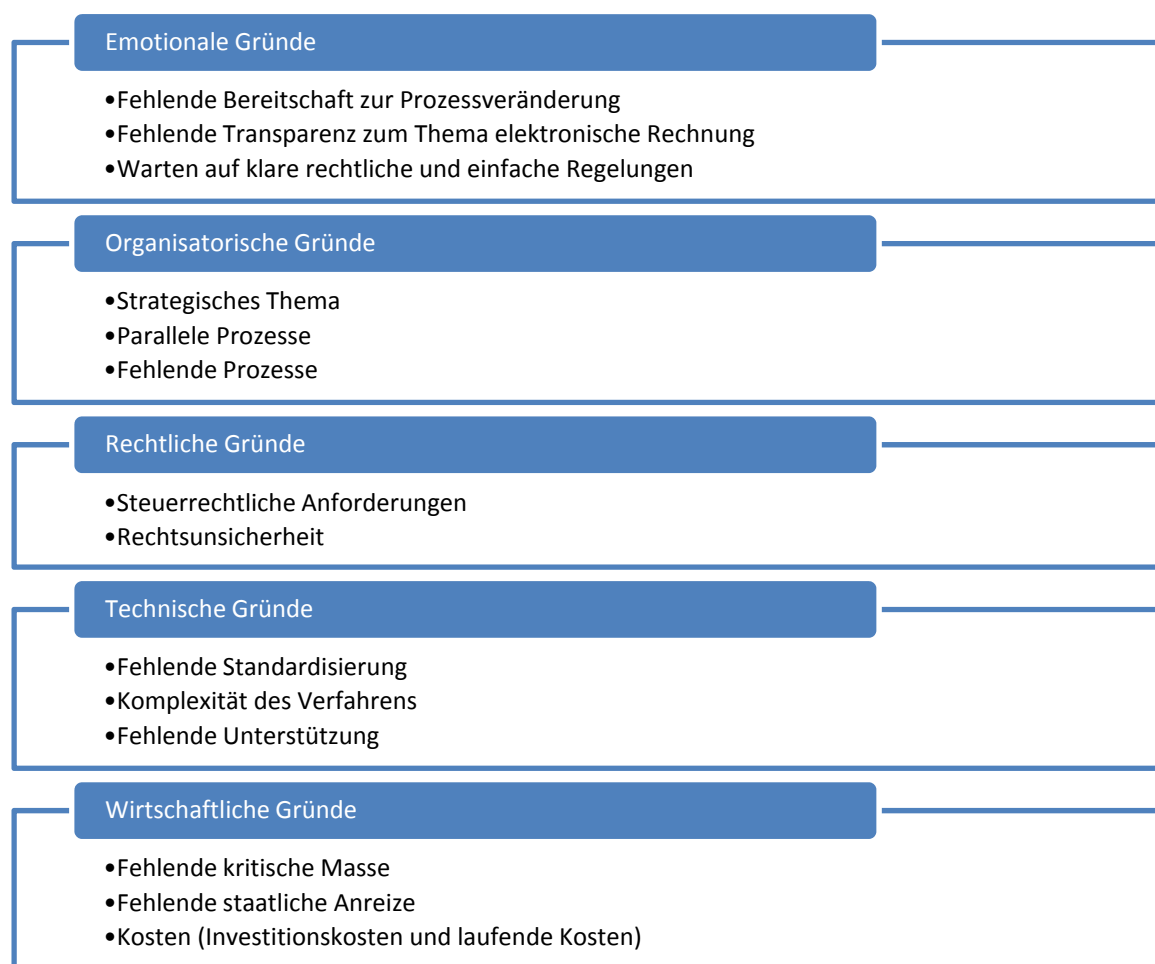 Emotionale Gründe
•Fehlende Bereitschaft zur Prozessveränderung
•Fehlende Transparenz zum Thema elektronische Rechnung
•Warten auf klare rechtliche und einfache Regelungen
Organisatorische Gründe
•Strategisches Thema
•Parallele Prozesse
•Fehlende Prozesse
Rechtliche Gründe
•Steuerrechtliche Anforderungen
•Rechtsunsicherheit
Technische Gründe
•Fehlende Standardisierung
•Komplexität des Verfahrens
•Fehlende Unterstützung
Wirtschaftliche Gründe
•Fehlende kritische Masse
•Fehlende staatliche Anreize
•Kosten (Investitionskosten und laufende Kosten)